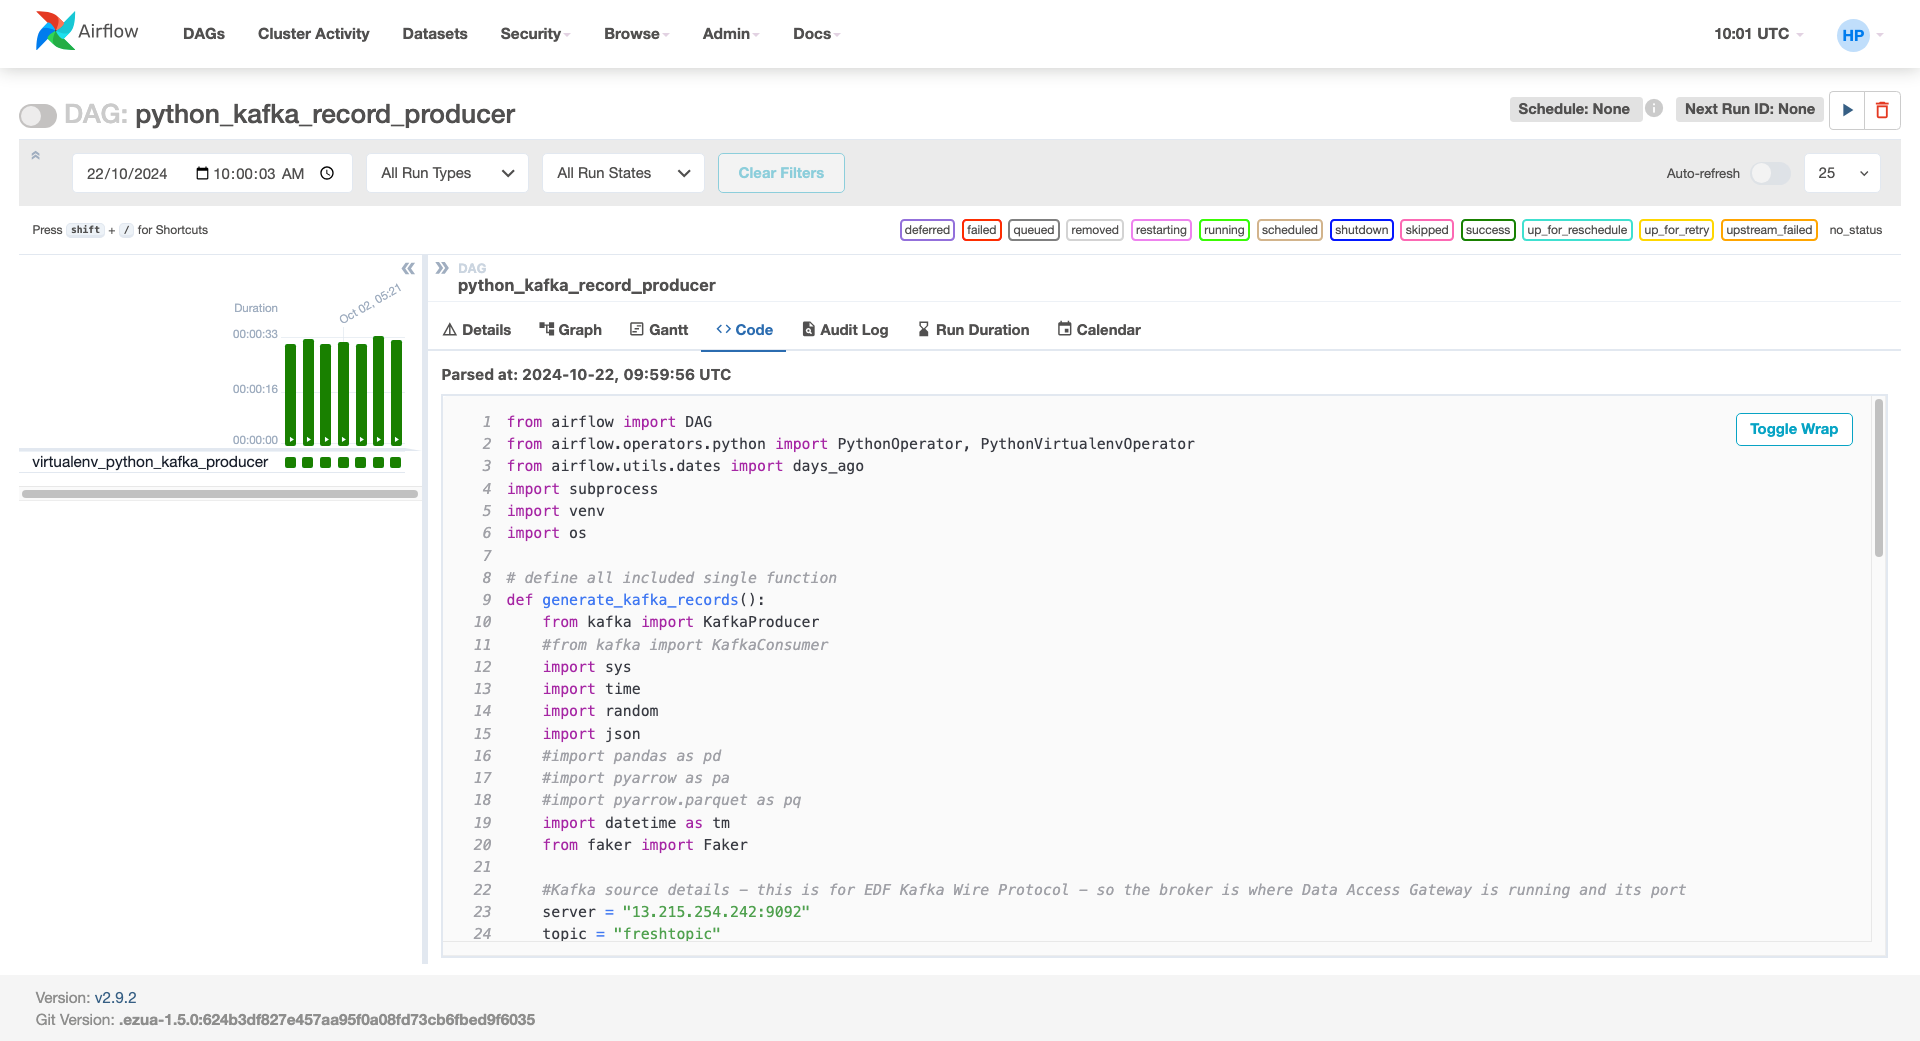 Airflow
DAGs Cluster Activity Datasets Security Browse Admin Docs 10:01 UTC HP
DAG: python_kafka_record_producer
Schedule: None Next Run ID: None
22/10/2024 10:00:03 AM All Run Types All Run States Clear Filters Auto-refresh 25
Press shift + / for Shortcuts
deferred failed queued removed restarting running scheduled shutdown skipped success up_for_reschedule up_for_retry upstream_failed no_status
Duration
Oct 02, 05:21
00:00:33
00:00:16
00:00:00
virtualenv_python_kafka_producer
DAG
python_kafka_record_producer
Details Graph Gantt Code Audit Log Run Duration Calendar
Parsed at: 2024-10-22, 09:59:56 UTC
Toggle Wrap
1 from airflow import DAG
2 from airflow.operators.python import PythonOperator, PythonVirtualenvOperator
3 from airflow.utils.dates import days_ago
4 import subprocess
5 import venv
6 import os
7
8 # define all included single function
9 def generate_kafka_records():
10 from kafka import KafkaProducer
11 #from kafka import KafkaConsumer
12 import sys
13 import time
14 import random
15 import json
16 #import pandas as pd
17 #import pyarrow as pa
18 #import pyarrow.parquet as pq
19 import datetime as tm
20 from faker import Faker
21
22 #Kafka source details – this is for EDF Kafka Wire Protocol – so the broker is where Data Access Gateway is running and its port
23 server = "13.215.254.242:9092"
24 topic = "freshtopic"
Version: v2.9.2
Git Version: .ezua-1.5.0:624b3df827e457aa95f0a08fd73cb6fbed9f6035